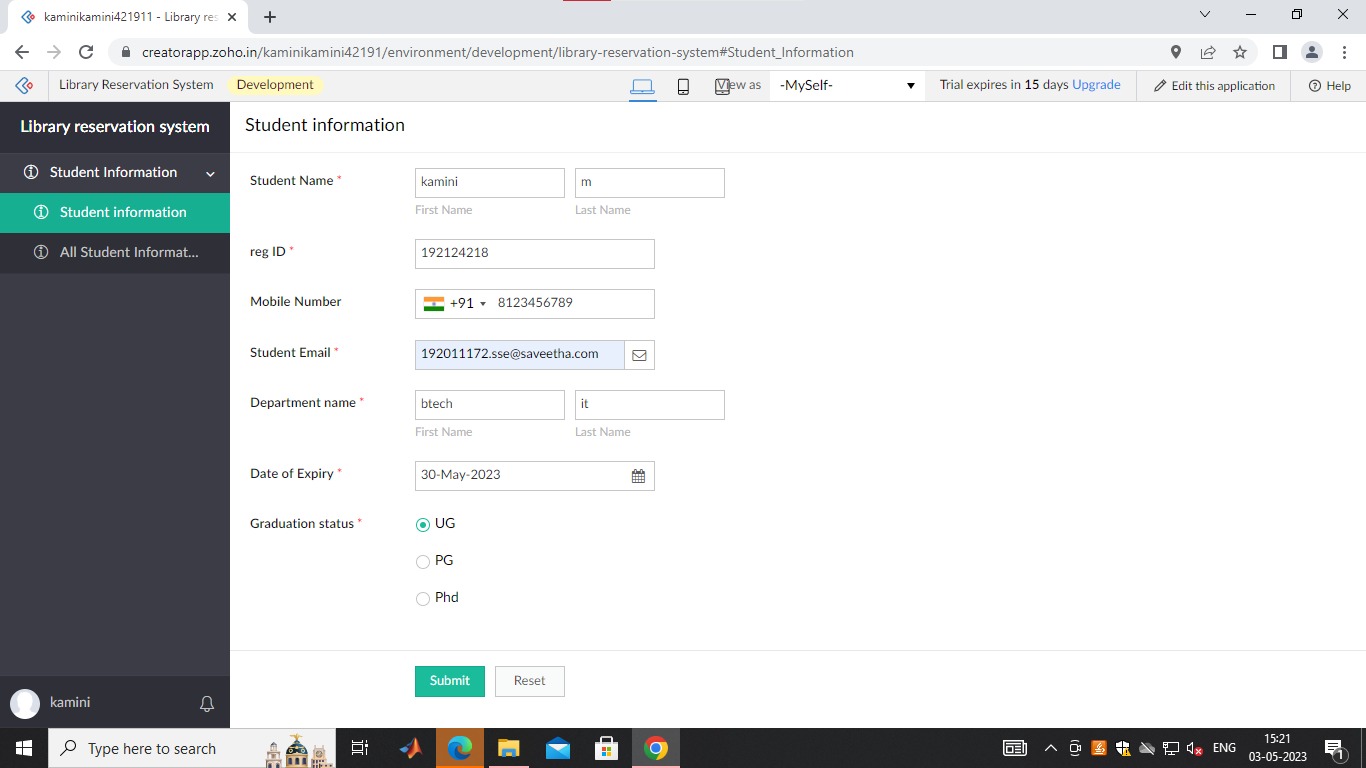 kaminikamini421911 - Library res
creatorapp.zoho.in/kaminikamini42191/environment/development/library-reservation-system#Student_Information
Library Reservation System Development View as -MySelf- Trial expires in 15 days Upgrade Edit this application Help
Library reservation system
Student Information
Student information
All Student Informat...
kamini
Student information
Student Name * kamini m
First Name Last Name
reg ID * 192124218
Mobile Number +91 8123456789
Student Email * 192011172.sse@saveetha.com
Department name * btech it
First Name Last Name
Date of Expiry * 30-May-2023
Graduation status * UG
PG
Phd
Submit Reset
Type here to search
ENG
15:21
03-05-2023
1